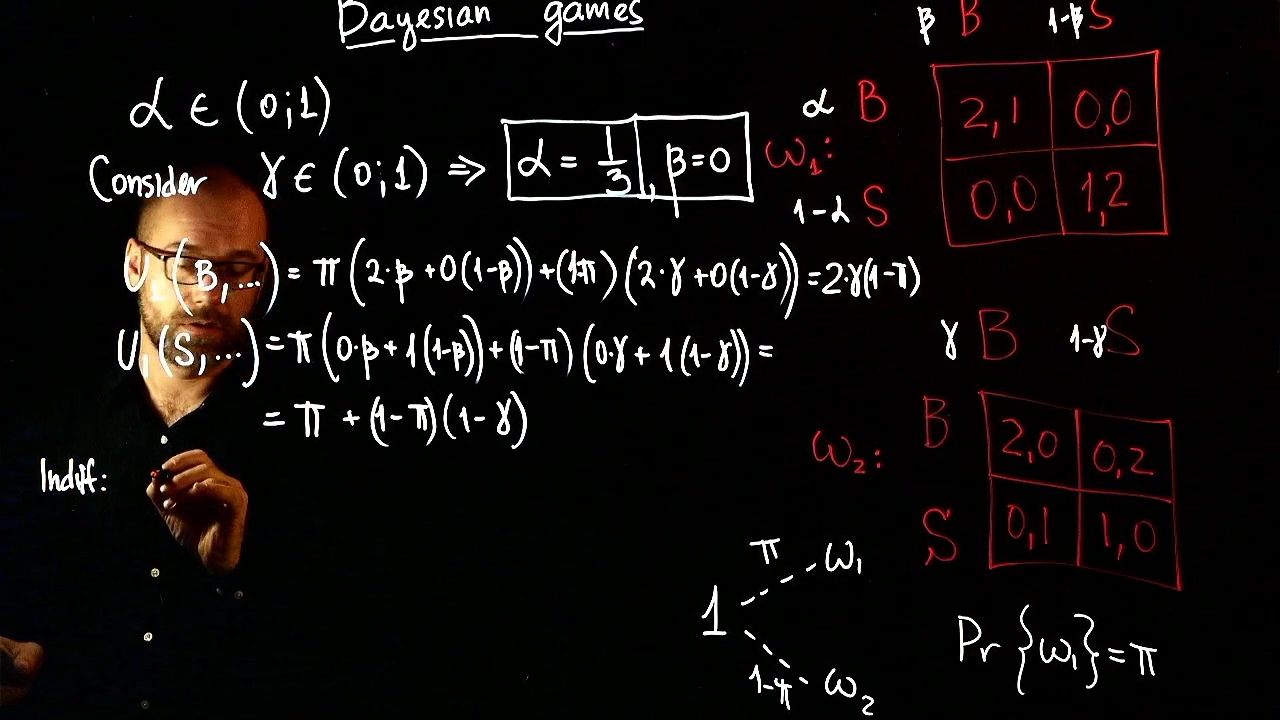 Bayesian games
α ∈ (0;1)
Consider γ ∈ (0;1) ⇒ α = 1/3, β=0
U₁(B,...) = π(2·β+0(1-β))+(1-π)(2·γ+0(1-γ))=2·γ(1-π)
U₁(S,...)=π(0·β+1(1-β))+(1-π)(0·γ+1(1-γ))=
= π + (1-π)(1-γ)
Indiff:
β B 1-β S
α B 2,1 0,0
ω₁:
1-α S 0,0 1,2
γ B 1-γ S
B 2,0 0,2
ω₂:
S 0,1 1,0
π ω₁
1
1-π ω₂
Pr {ω₁}=π